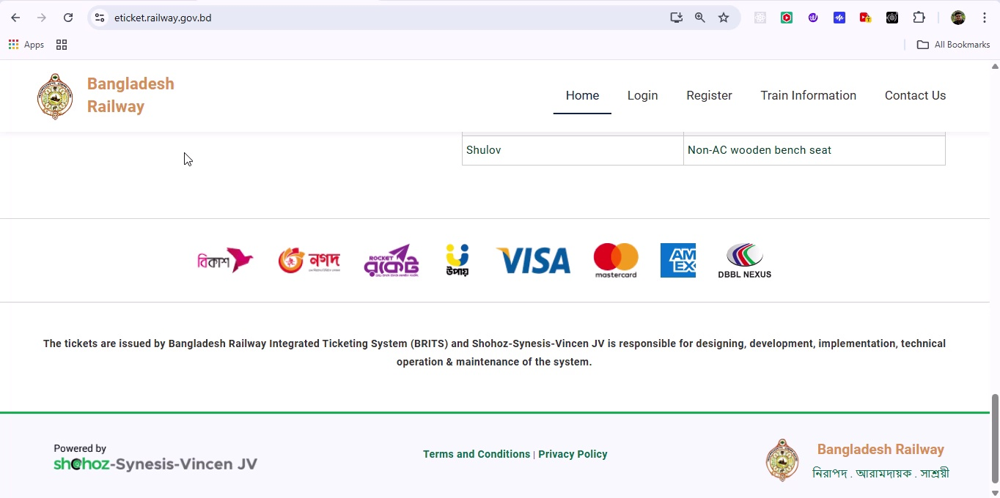 eticket.railway.gov.bd
Apps
All Bookmarks
Bangladesh
Railway
Home
Login
Register
Train Information
Contact Us
Shulov
Non-AC wooden bench seat
বিকাশ
নগদ
ROCKET
রকেট
উপায়
VISA
mastercard
AM
EX
DBBL NEXUS
The tickets are issued by Bangladesh Railway Integrated Ticketing System (BRITS) and Shohoz-Synesis-Vincen JV is responsible for designing, development, implementation, technical
operation & maintenance of the system.
Powered by
shohoz-Synesis-Vincen JV
Terms and Conditions | Privacy Policy
Bangladesh Railway
নিরাপদ . আরামদায়ক . সাশ্রয়ী